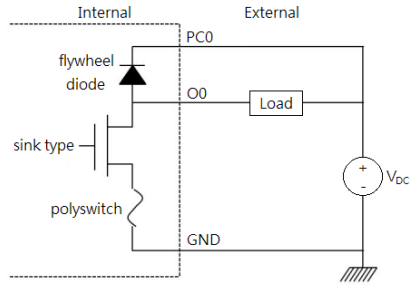 Internal
External
PC0
flywheel
diode
O0
Load
sink type
+
-
VDC
polyswitch
GND